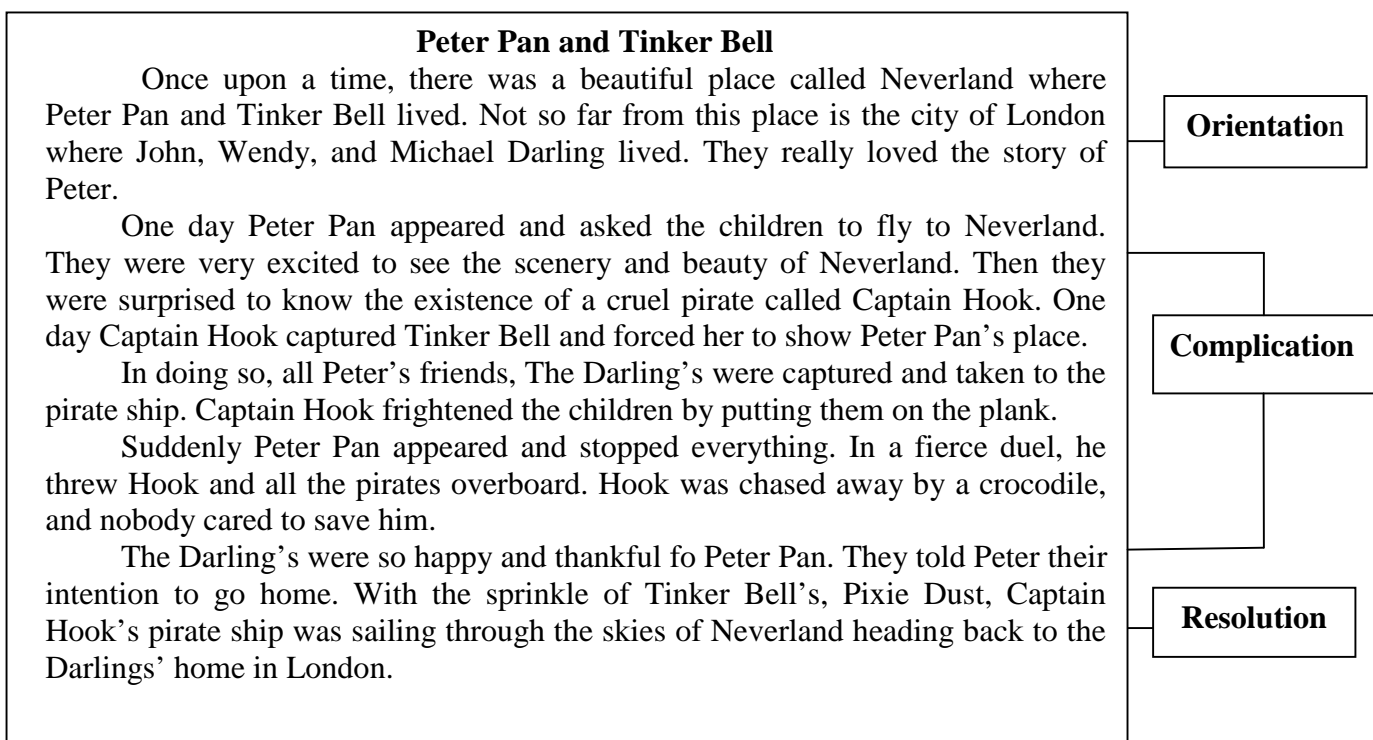 Peter Pan and Tinker Bell
Once upon a time, there was a beautiful place called Neverland where
Peter Pan and Tinker Bell lived. Not so far from this place is the city of London
where John, Wendy, and Michael Darling lived. They really loved the story of
Peter.
One day Peter Pan appeared and asked the children to fly to Neverland.
They were very excited to see the scenery and beauty of Neverland. Then they
were surprised to know the existence of a cruel pirate called Captain Hook. One
day Captain Hook captured Tinker Bell and forced her to show Peter Pan’s place.
In doing so, all Peter’s friends, The Darling’s were captured and taken to the
pirate ship. Captain Hook frightened the children by putting them on the plank.
Suddenly Peter Pan appeared and stopped everything. In a fierce duel, he
threw Hook and all the pirates overboard. Hook was chased away by a crocodile,
and nobody cared to save him.
The Darling’s were so happy and thankful fo Peter Pan. They told Peter their
intention to go home. With the sprinkle of Tinker Bell’s, Pixie Dust, Captain
Hook’s pirate ship was sailing through the skies of Neverland heading back to the
Darlings’ home in London.
Orientation
Complication
Resolution